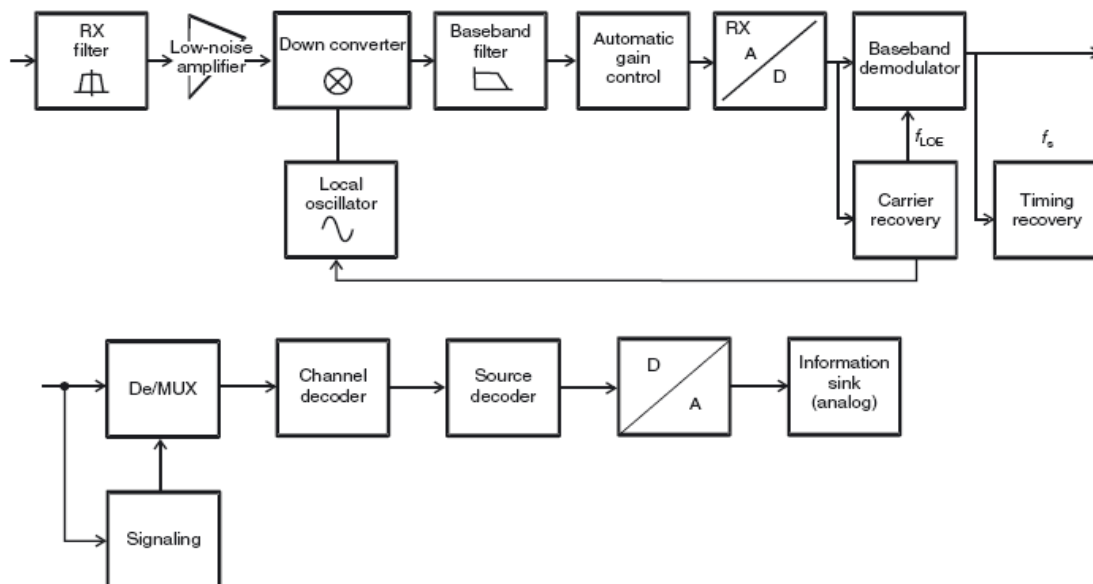 RX
filter
Low-noise
amplifier
Down converter
Baseband
filter
Automatic
gain
control
RX
A
D
Baseband
demodulator
f_LOE
f_s
Local
oscillator
Carrier
recovery
Timing
recovery
De/MUX
Channel
decoder
Source
decoder
D
A
Information
sink
(analog)
Signaling